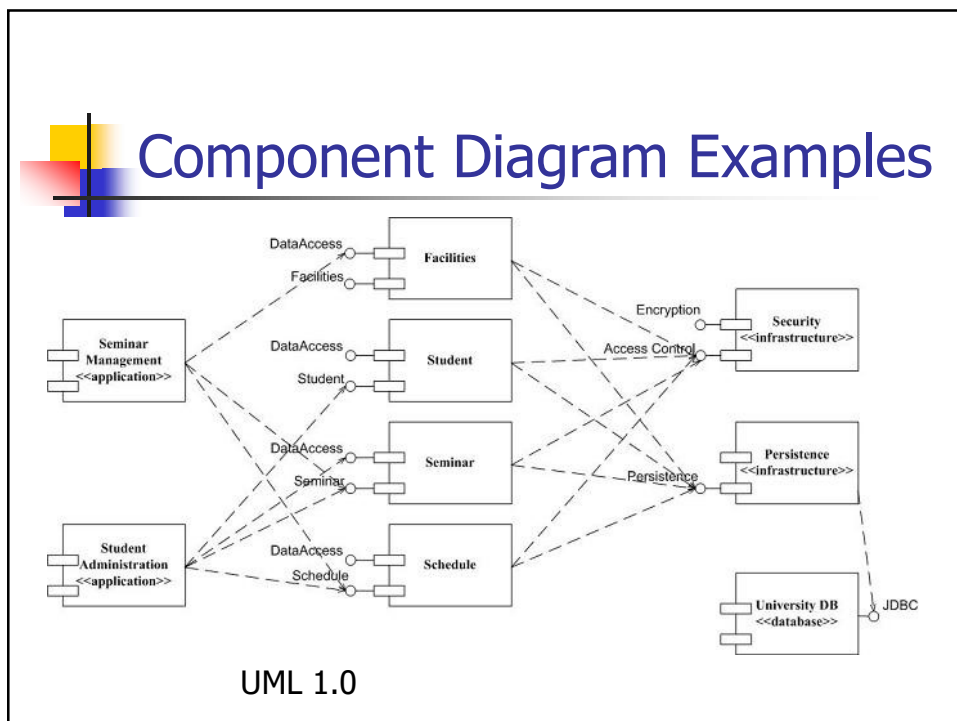 Component Diagram Examples
DataAccess
Facilities
Facilities
Seminar
Management
<<application>>
DataAccess
Student
Student
Encryption
Access Control
Security
<<infrastructure>>
DataAccess
Seminar
Seminar
Persistence
Persistence
<<infrastructure>>
Student
Administration
<<application>>
DataAccess
Schedule
Schedule
University DB
<<database>>
JDBC
UML 1.0